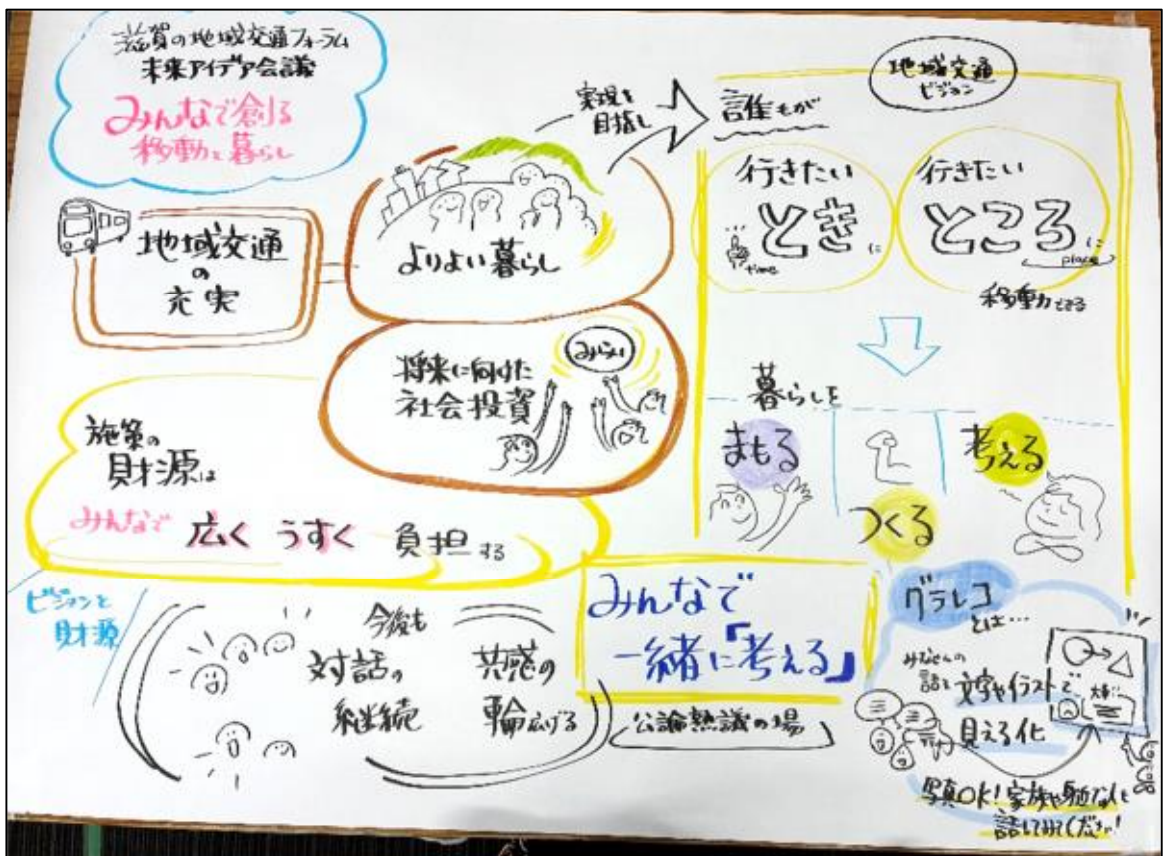 滋賀の地域交通フォーラム
未来アイデア会議
みんなで創る
移動と暮らし
地域交通
の
充実
よりよい暮らし
将来に向けた
社会投資
みらい
実現を
目指し
地域交通
ビジョン
誰もが
行きたい
ときに
time
行きたい
ところに
place
移動できる
暮らしを
まもる
つくる
考える
施策の
財源は
みんなで 広く うすく 負担する
ビジョンと
財源
今後も
対話の
継続
共感の
輪広げる
みんなで
一緒に「考える」
公論熟議の場
グラレコ
とは…
みなさんの
話を文字やイラストで
見える化
大事に
写真OK!家族や身近な人と
話してみてください!